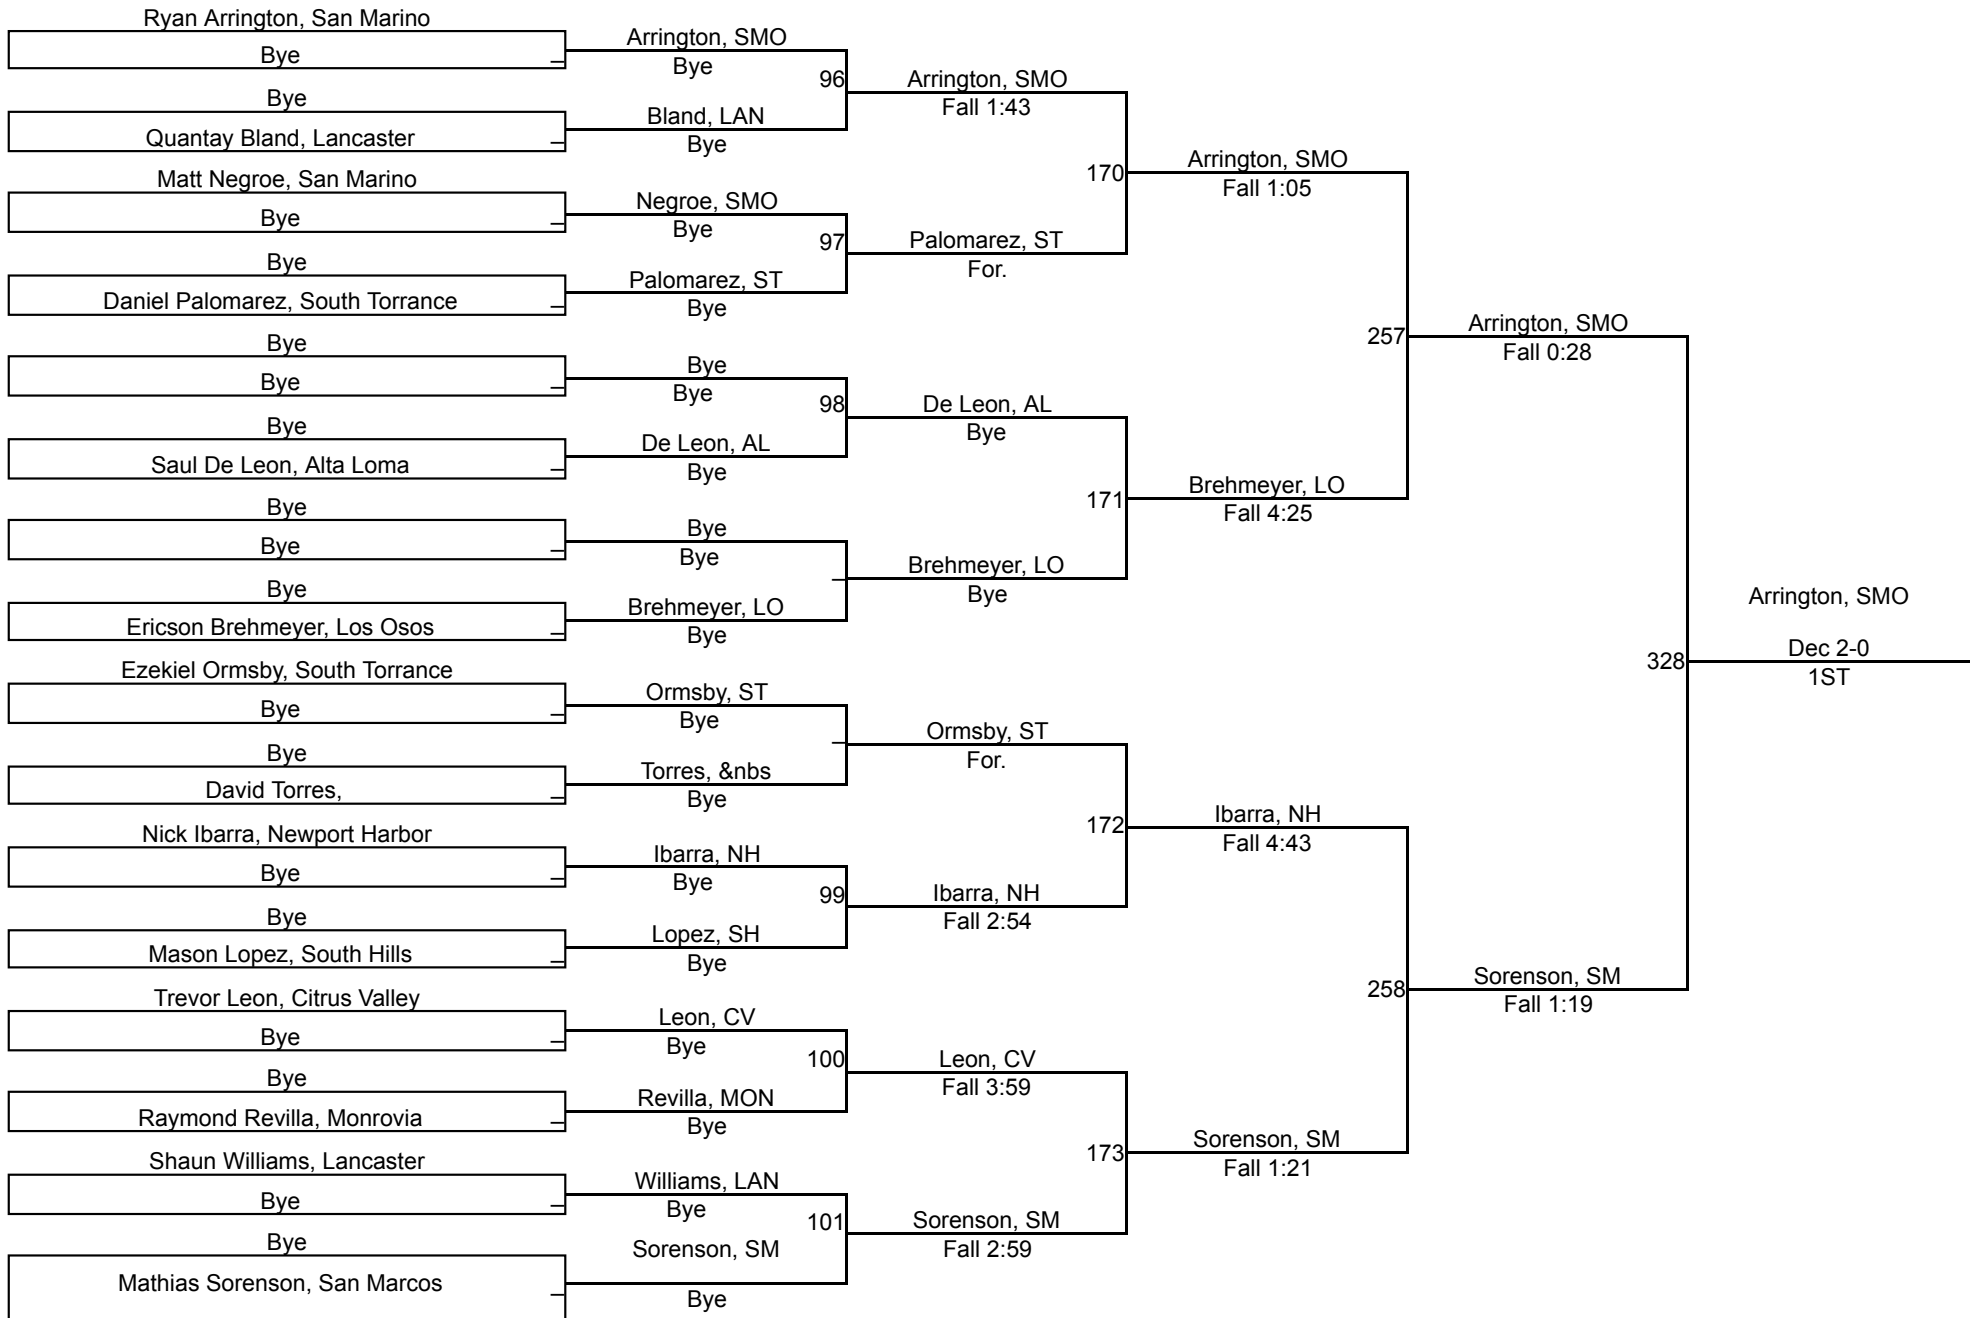 Ryan Arrington, San Marino
Bye
Bye
Quantay Bland, Lancaster
Matt Negroe, San Marino
Bye
Bye
Daniel Palomarez, South Torrance
Bye
Bye
Bye
Saul De Leon, Alta Loma
Bye
Bye
Bye
Ericson Brehmeyer, Los Osos
Ezekiel Ormsby, South Torrance
Bye
Bye
David Torres,
Nick Ibarra, Newport Harbor
Bye
Bye
Mason Lopez, South Hills
Trevor Leon, Citrus Valley
Bye
Bye
Raymond Revilla, Monrovia
Shaun Williams, Lancaster
Bye
Bye
Mathias Sorenson, San Marcos
Arrington, SMO
Bye
96
Bland, LAN
Bye
Negroe, SMO
Bye
97
Palomarez, ST
Bye
Bye
Bye
98
De Leon, AL
Bye
Bye
Bye
Brehmeyer, LO
Bye
Ormsby, ST
Bye
Torres, &nbs
Bye
Ibarra, NH
Bye
99
Lopez, SH
Bye
Leon, CV
Bye
100
Revilla, MON
Bye
Williams, LAN
Bye
101
Sorenson, SM
Bye
Arrington, SMO
Fall 1:43
170
Palomarez, ST
For.
De Leon, AL
Bye
171
Brehmeyer, LO
Bye
Ormsby, ST
For.
172
Ibarra, NH
Fall 2:54
Leon, CV
Fall 3:59
173
Sorenson, SM
Fall 2:59
Arrington, SMO
Fall 1:05
257
Brehmeyer, LO
Fall 4:25
Ibarra, NH
Fall 4:43
258
Sorenson, SM
Fall 1:21
Arrington, SMO
Fall 0:28
328
Sorenson, SM
Fall 1:19
Arrington, SMO
Dec 2-0
1ST